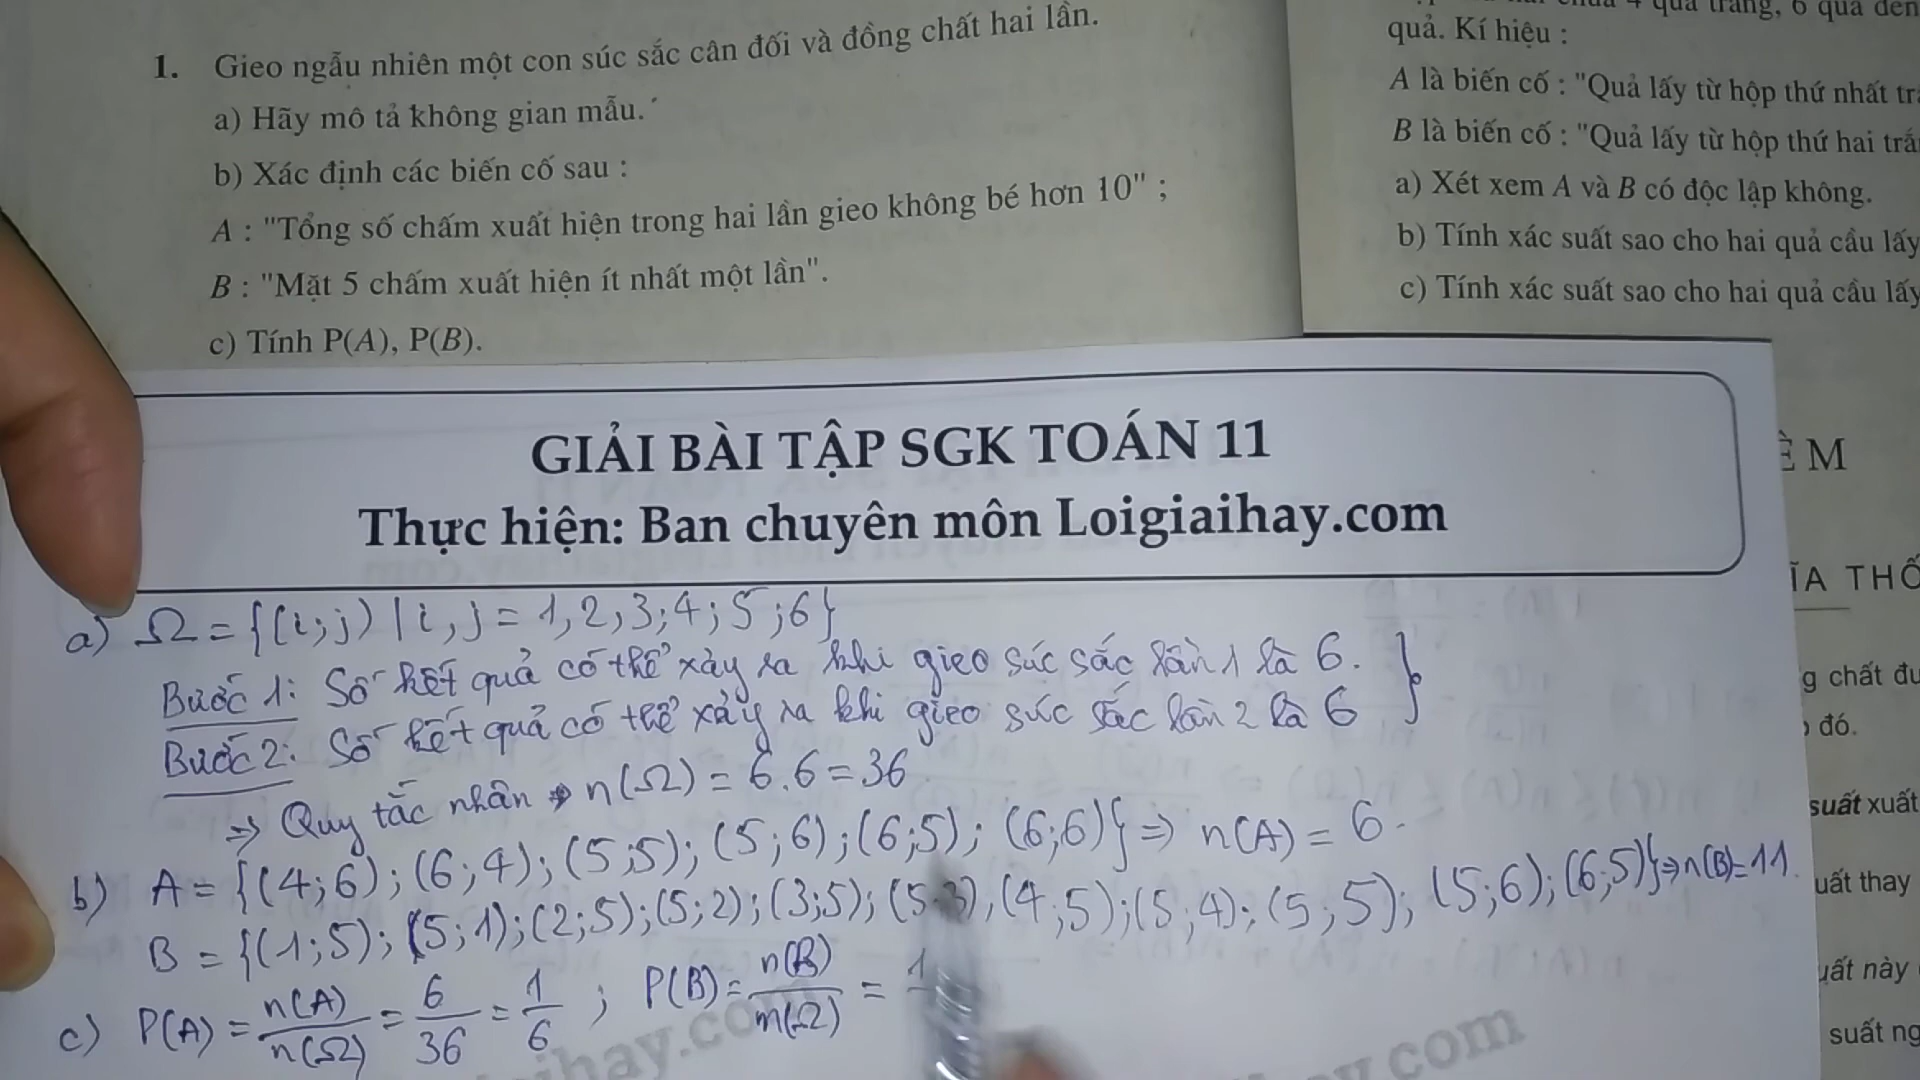 1. Gieo ngẫu nhiên một con súc sắc cân đối và đồng chất hai lần.
a) Hãy mô tả không gian mẫu.
b) Xác định các biến cố sau :
A : "Tổng số chấm xuất hiện trong hai lần gieo không bé hơn 10" ;
B : "Mặt 5 chấm xuất hiện ít nhất một lần".
c) Tính P(A), P(B).
4 quả trắng, 6 quả đen
quả. Kí hiệu :
A là biến cố : "Quả lấy từ hộp thứ nhất
B là biến cố : "Quả lấy từ hộp thứ hai
a) Xét xem A và B có độc lập không.
b) Tính xác suất sao cho hai quả cầu lấy
c) Tính xác suất sao cho hai quả cầu lấy
GIẢI BÀI TẬP SGK TOÁN 11
Thực hiện: Ban chuyên môn Loigiaihay.com
a) Ω = {(i;j) | i,j = 1,2,3;4;5;6}
Bước 1: Số kết quả có thể xảy ra khi gieo súc sắc lần 1 là 6. }
Bước 2: Số kết quả có thể xảy ra khi gieo súc sắc lần 2 là 6
=> Quy tắc nhân => n(Ω) = 6.6 = 36
b) A = {(4;6);(6;4);(5;5);(5;6);(6;5);(6;6)} => n(A) = 6.
B = {(1;5);(5;1);(2;5);(5;2);(3;5);(5;3),(4;5);(5;4);(5;5);(5;6);(6;5)} => n(B)=11.
c) P(A) = n(A)/n(Ω) = 6/36 = 1/6 ; P(B) = n(B)/n(Ω) = 1
M
THỐ
chất
đó.
suất xuất
thay
này
suất